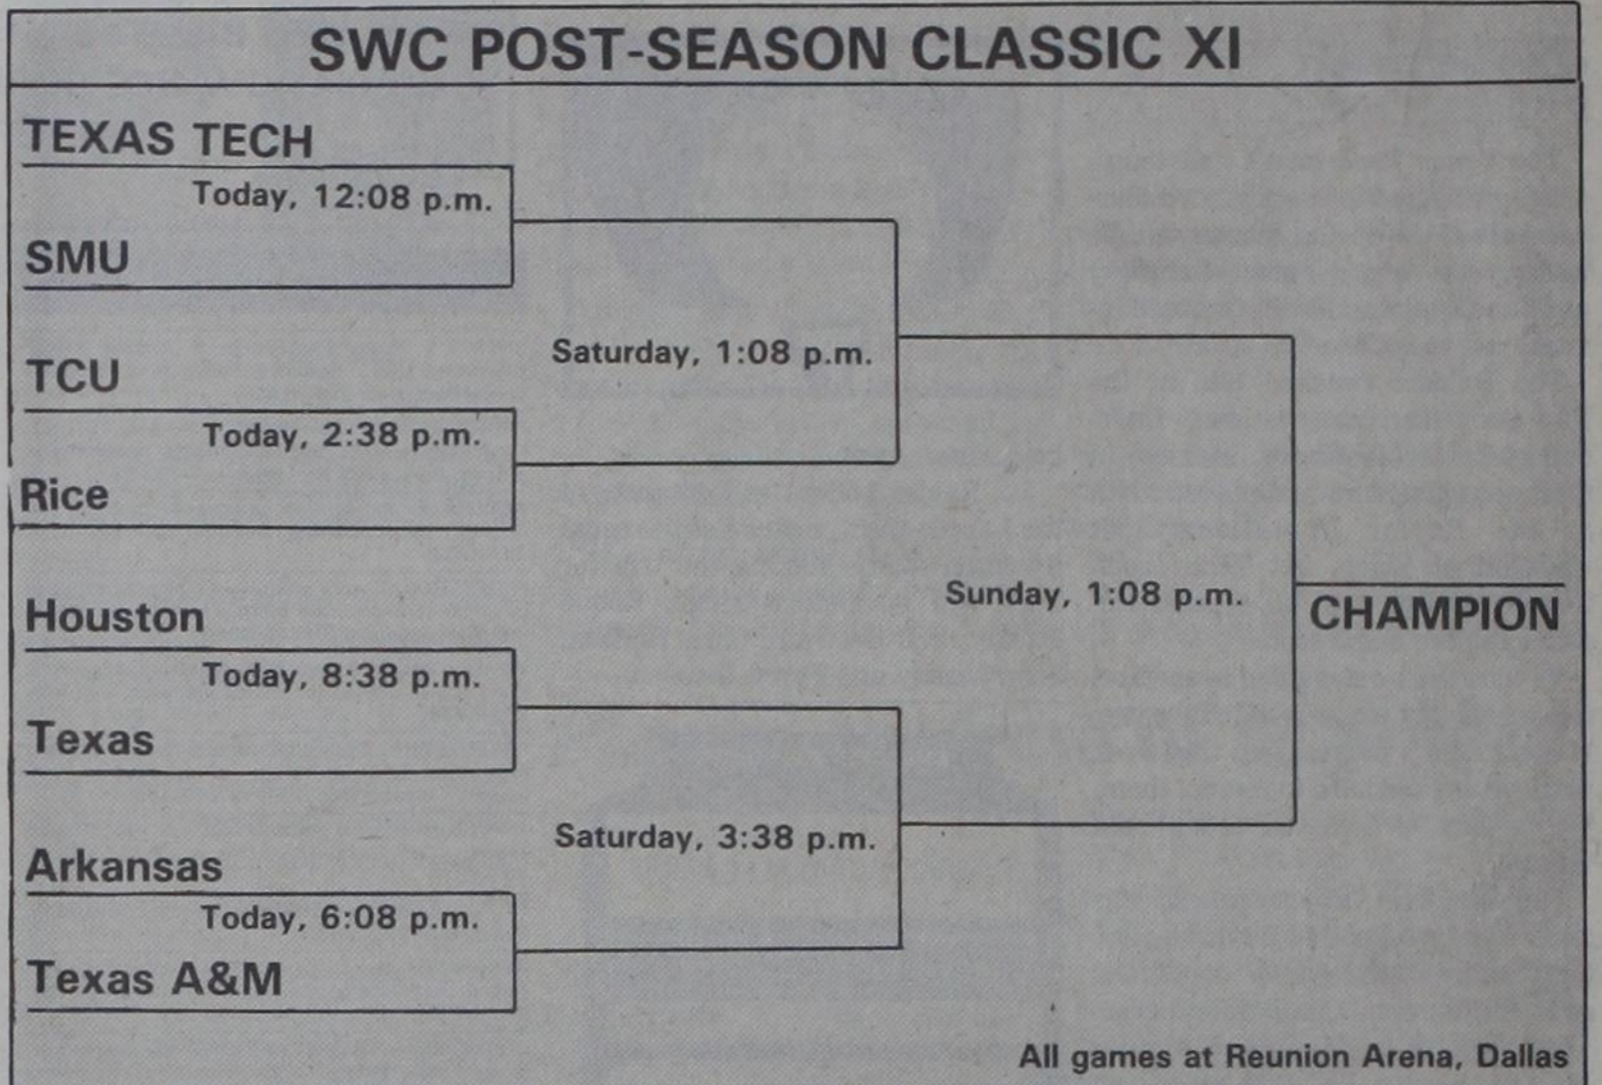 SWC POST-SEASON CLASSIC XI
TEXAS TECH
Today, 12:08 p.m.
SMU
Saturday, 1:08 p.m.
TCU
Today, 2:38 p.m.
Rice
Sunday, 1:08 p.m.
CHAMPION
Houston
Today, 8:38 p.m.
Texas
Saturday, 3:38 p.m.
Arkansas
Today, 6:08 p.m.
Texas A&M
All games at Reunion Arena, Dallas